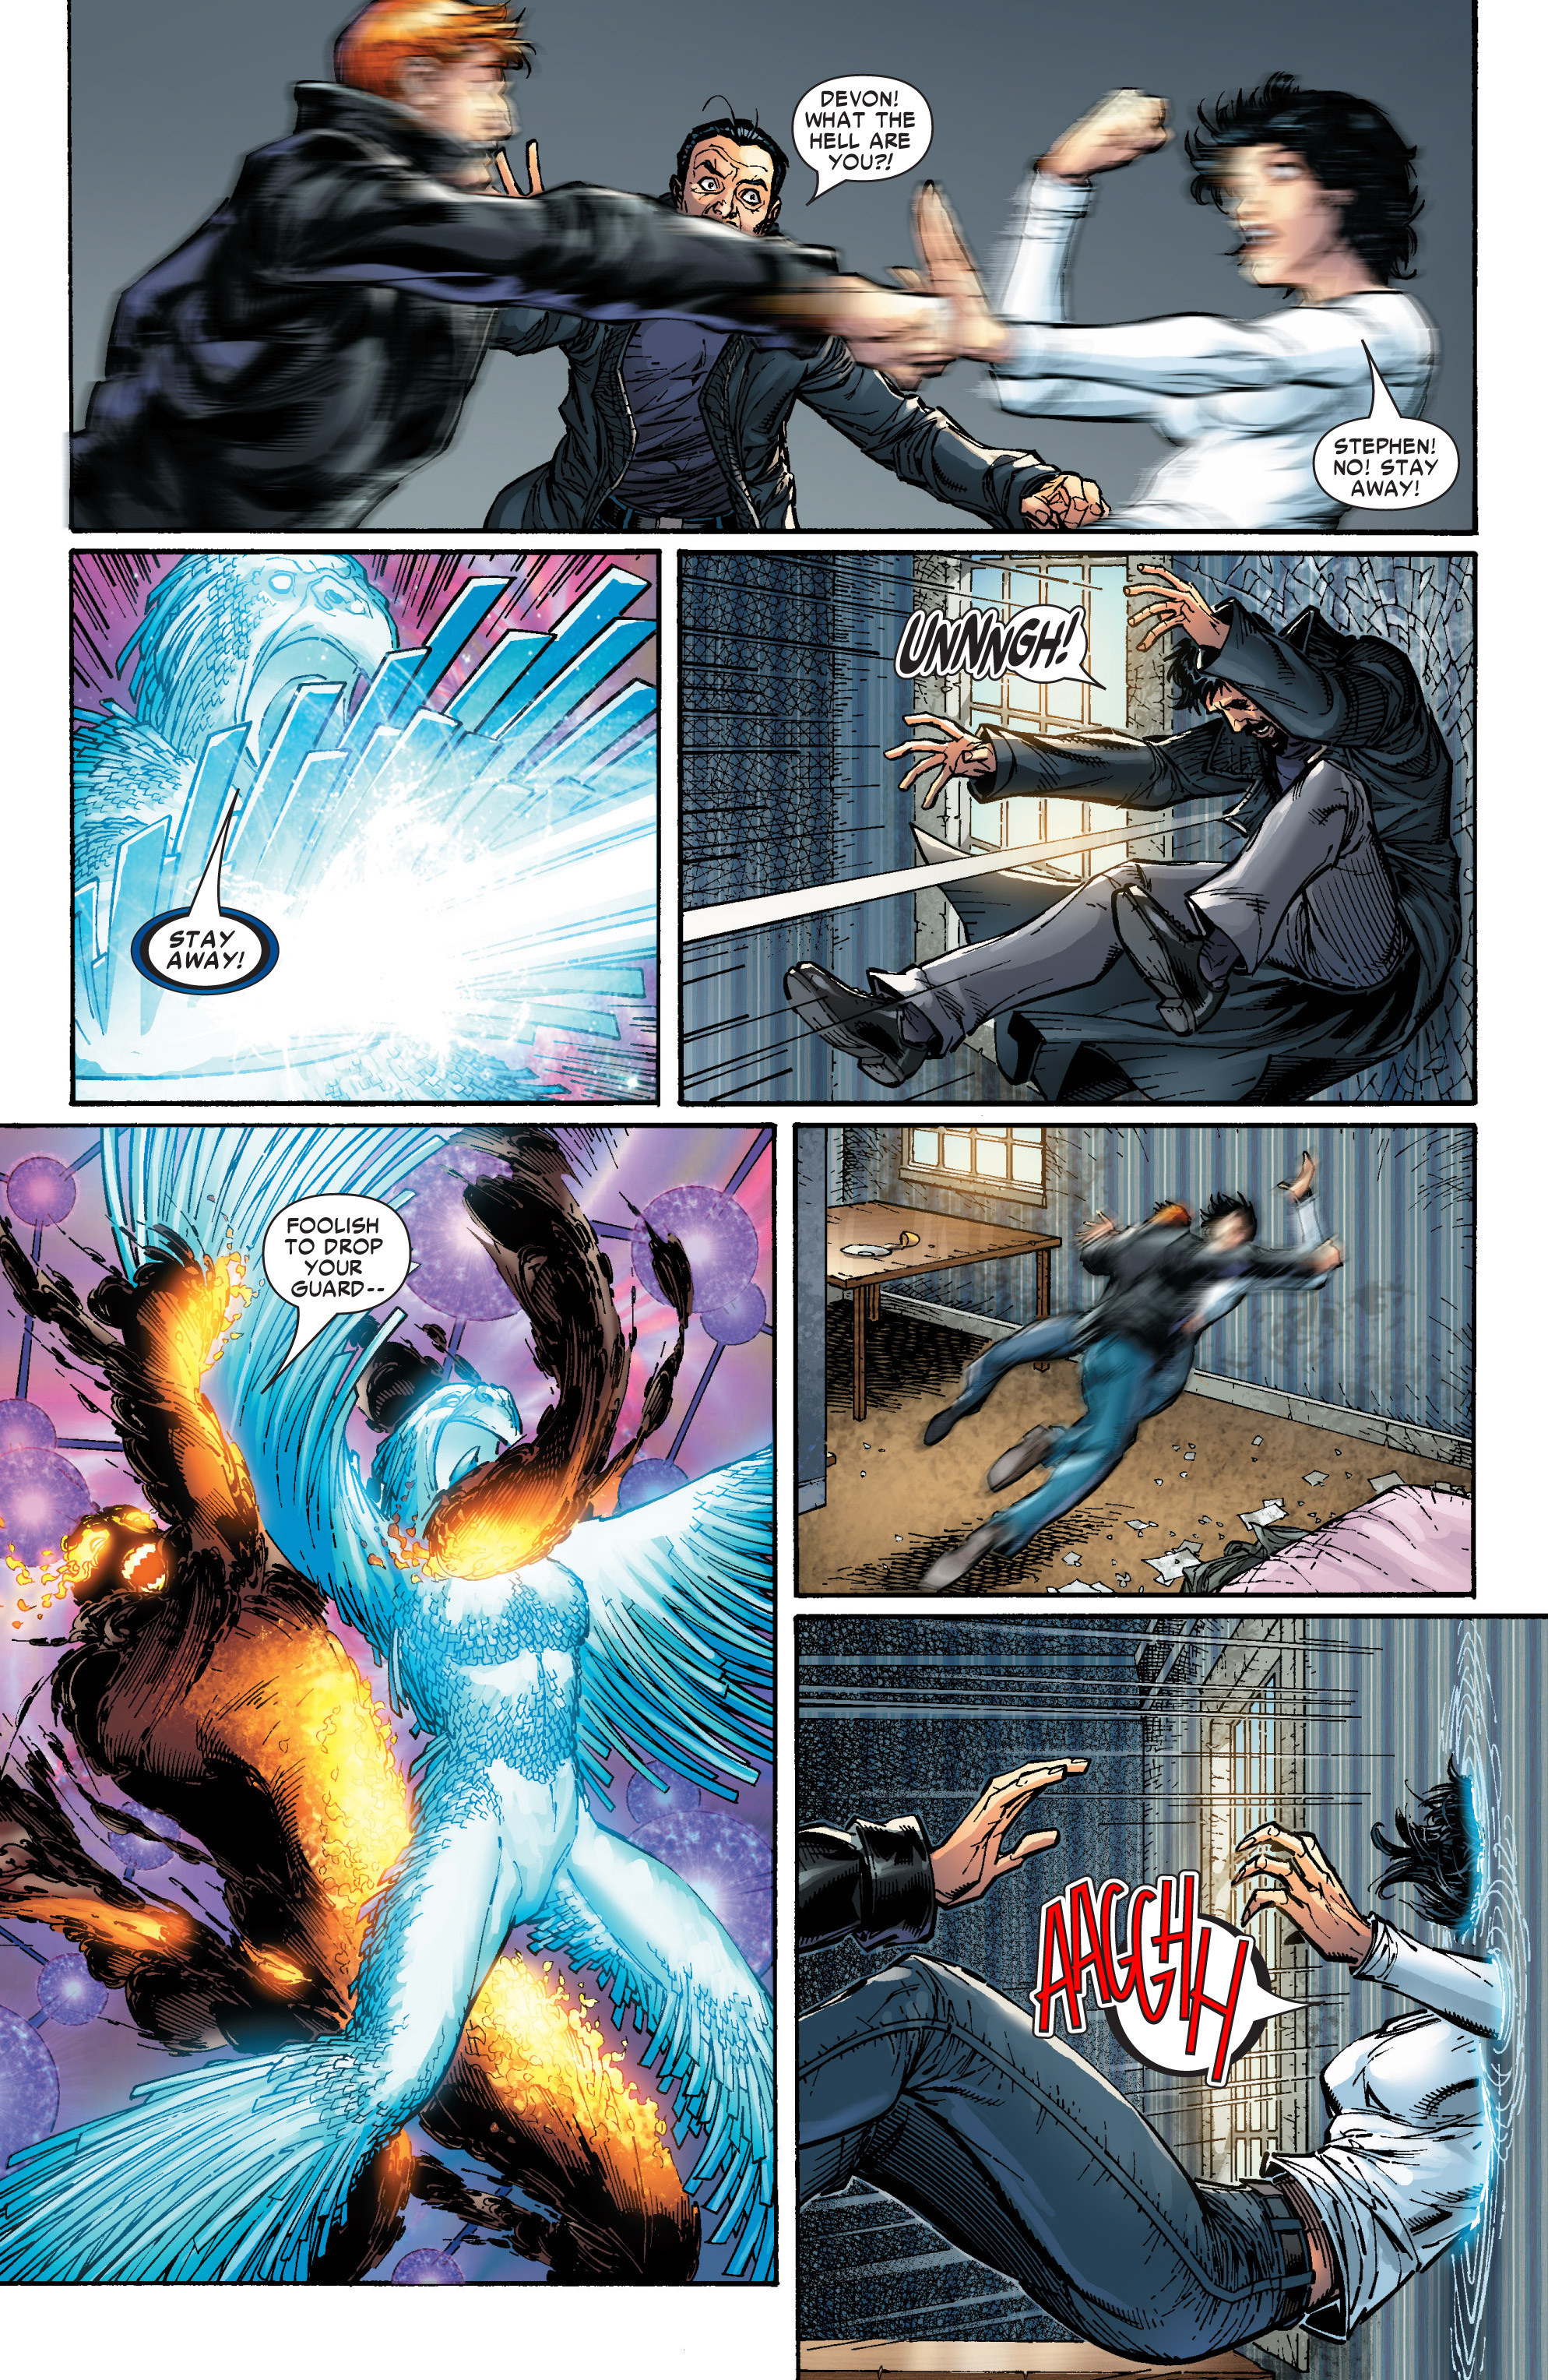 DEVON!
WHAT THE
HELL ARE
YOU?!
STEPHEN!
NO! STAY
AWAY!
STAY
AWAY!
UNNNGH!
FOOLISH
TO DROP
YOUR
GUARD--
AAGGHH